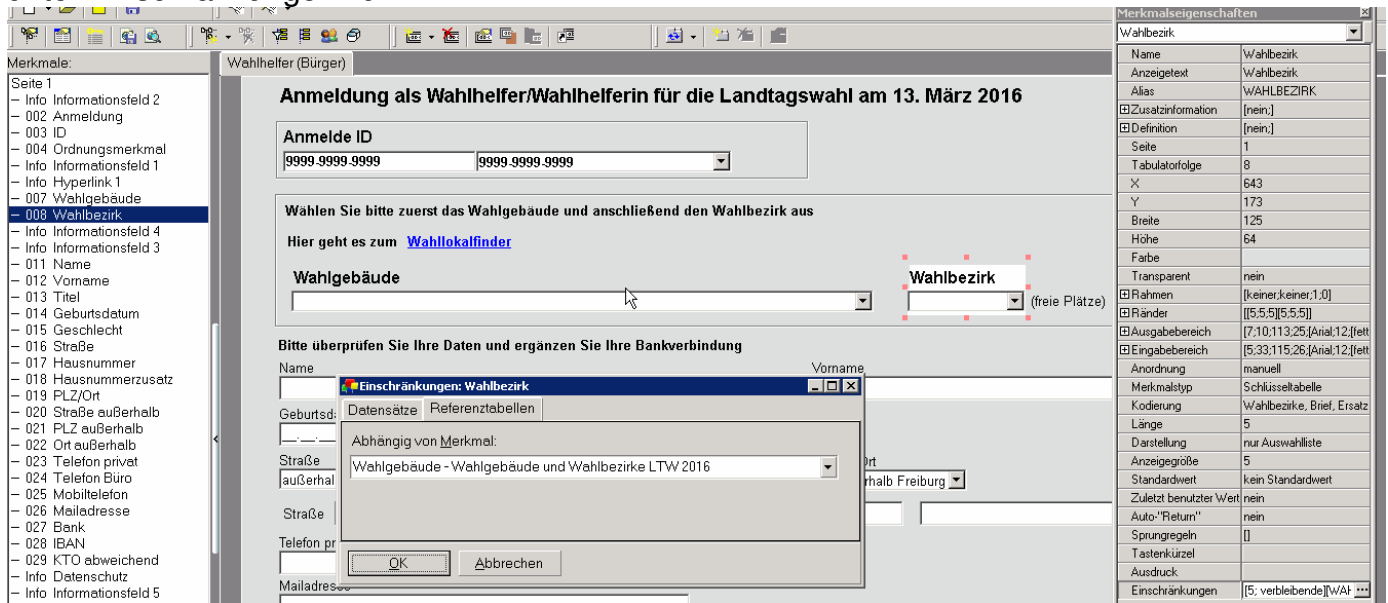 Merkmalseigenschaften
Wahlbezirk
Merkmale:
Wahlhelfer (Bürger)
Seite 1
– Info Informationsfeld 2
– 002 Anmeldung
– 003 ID
– 004 Ordnungsmerkmal
– Info Informationsfeld 1
– Info Hyperlink 1
– 007 Wahlgebäude
– 008 Wahlbezirk
– Info Informationsfeld 4
– Info Informationsfeld 3
– 011 Name
– 012 Vorname
– 013 Titel
– 014 Geburtsdatum
– 015 Geschlecht
– 016 Straße
– 017 Hausnummer
– 018 Hausnummerzusatz
– 019 PLZ/Ort
– 020 Straße außerhalb
– 021 PLZ außerhalb
– 022 Ort außerhalb
– 023 Telefon privat
– 024 Telefon Büro
– 025 Mobiltelefon
– 026 Mailadresse
– 027 Bank
– 028 IBAN
– 029 KTO abweichend
– Info Datenschutz
– Info Informationsfeld 5
Anmeldung als Wahlhelfer/Wahlhelferin für die Landtagswahl am 13. März 2016
Anmelde ID
9999-9999-9999 9999-9999-9999
Wählen Sie bitte zuerst das Wahlgebäude und anschließend den Wahlbezirk aus
Hier geht es zum Wahllokalfinder
Wahlgebäude Wahlbezirk
(freie Plätze)
Bitte überprüfen Sie Ihre Daten und ergänzen Sie Ihre Bankverbindung
Name Vorname
Geburtsd
Straße Ort
außerhal rhalb Freiburg
Straße
Telefon pr
Mailadresse
Einschränkungen: Wahlbezirk
Datensätze Referenztabellen
Abhängig von Merkmal:
Wahlgebäude - Wahlgebäude und Wahlbezirke LTW 2016
OK Abbrechen
Name Wahlbezirk
Anzeigetext Wahlbezirk
Alias WAHLBEZIRK
Zusatzinformation [nein;]
Definition [nein;]
Seite 1
Tabulatorfolge 8
X 643
Y 173
Breite 125
Höhe 64
Farbe
Transparent nein
Rahmen [keiner;keiner;1;0]
Ränder [[5;5;5][5;5;5]]
Ausgabebereich [7;10;113;25;[Arial;12;[fett
Eingabebereich [5;33;115;26;[Arial;12;[fett
Anordnung manuell
Merkmalstyp Schlüsseltabelle
Kodierung Wahlbezirke, Brief, Ersatz
Länge 5
Darstellung nur Auswahlliste
Anzeigegröße 5
Standardwert kein Standardwert
Zuletzt benutzter Wert nein
Auto-"Return" nein
Sprungregeln []
Tastenkürzel
Ausdruck
Einschränkungen [5; verbleibende][WAH ...